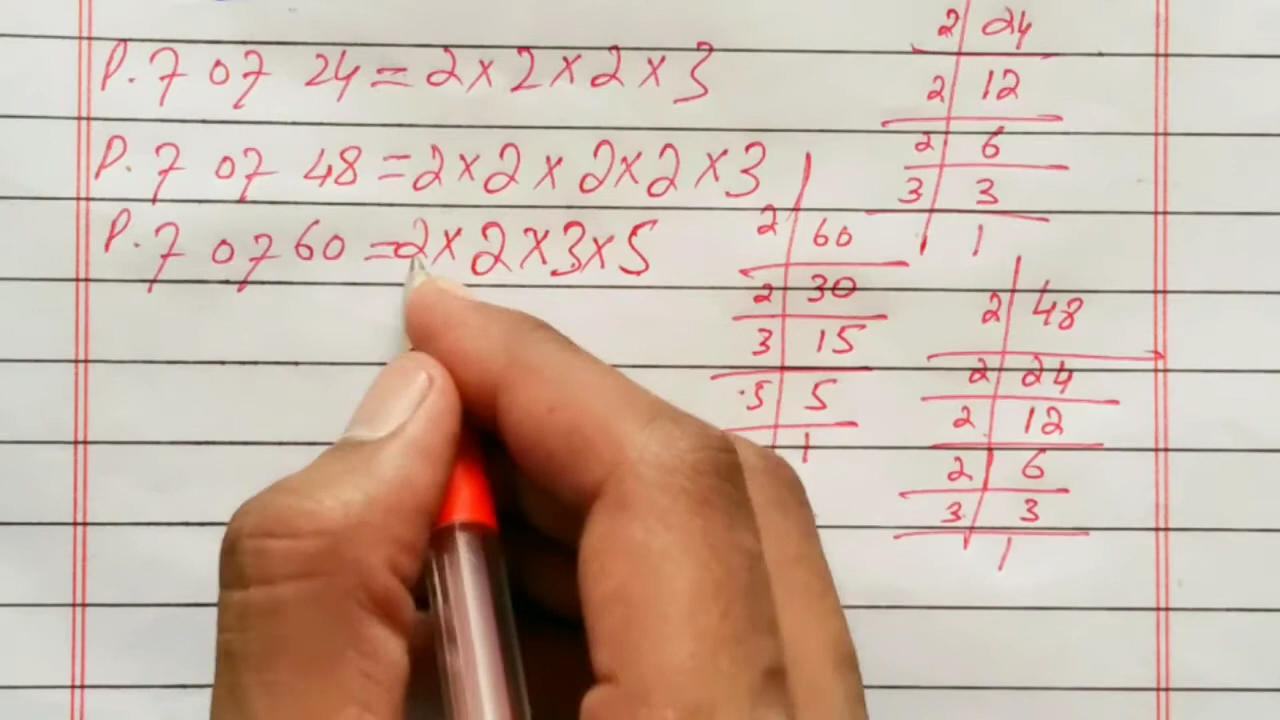 P.F OF 24 = 2 × 2 × 2 × 3
P.F OF 48 = 2 × 2 × 2 × 2 × 3
P.F OF 60 = 2 × 2 × 3 × 5
2 | 24
2 | 12
2 | 6
3 | 3
1
2 | 60
2 | 30
3 | 15
5 | 5
1
2 | 48
2 | 24
2 | 12
2 | 6
3 | 3
1